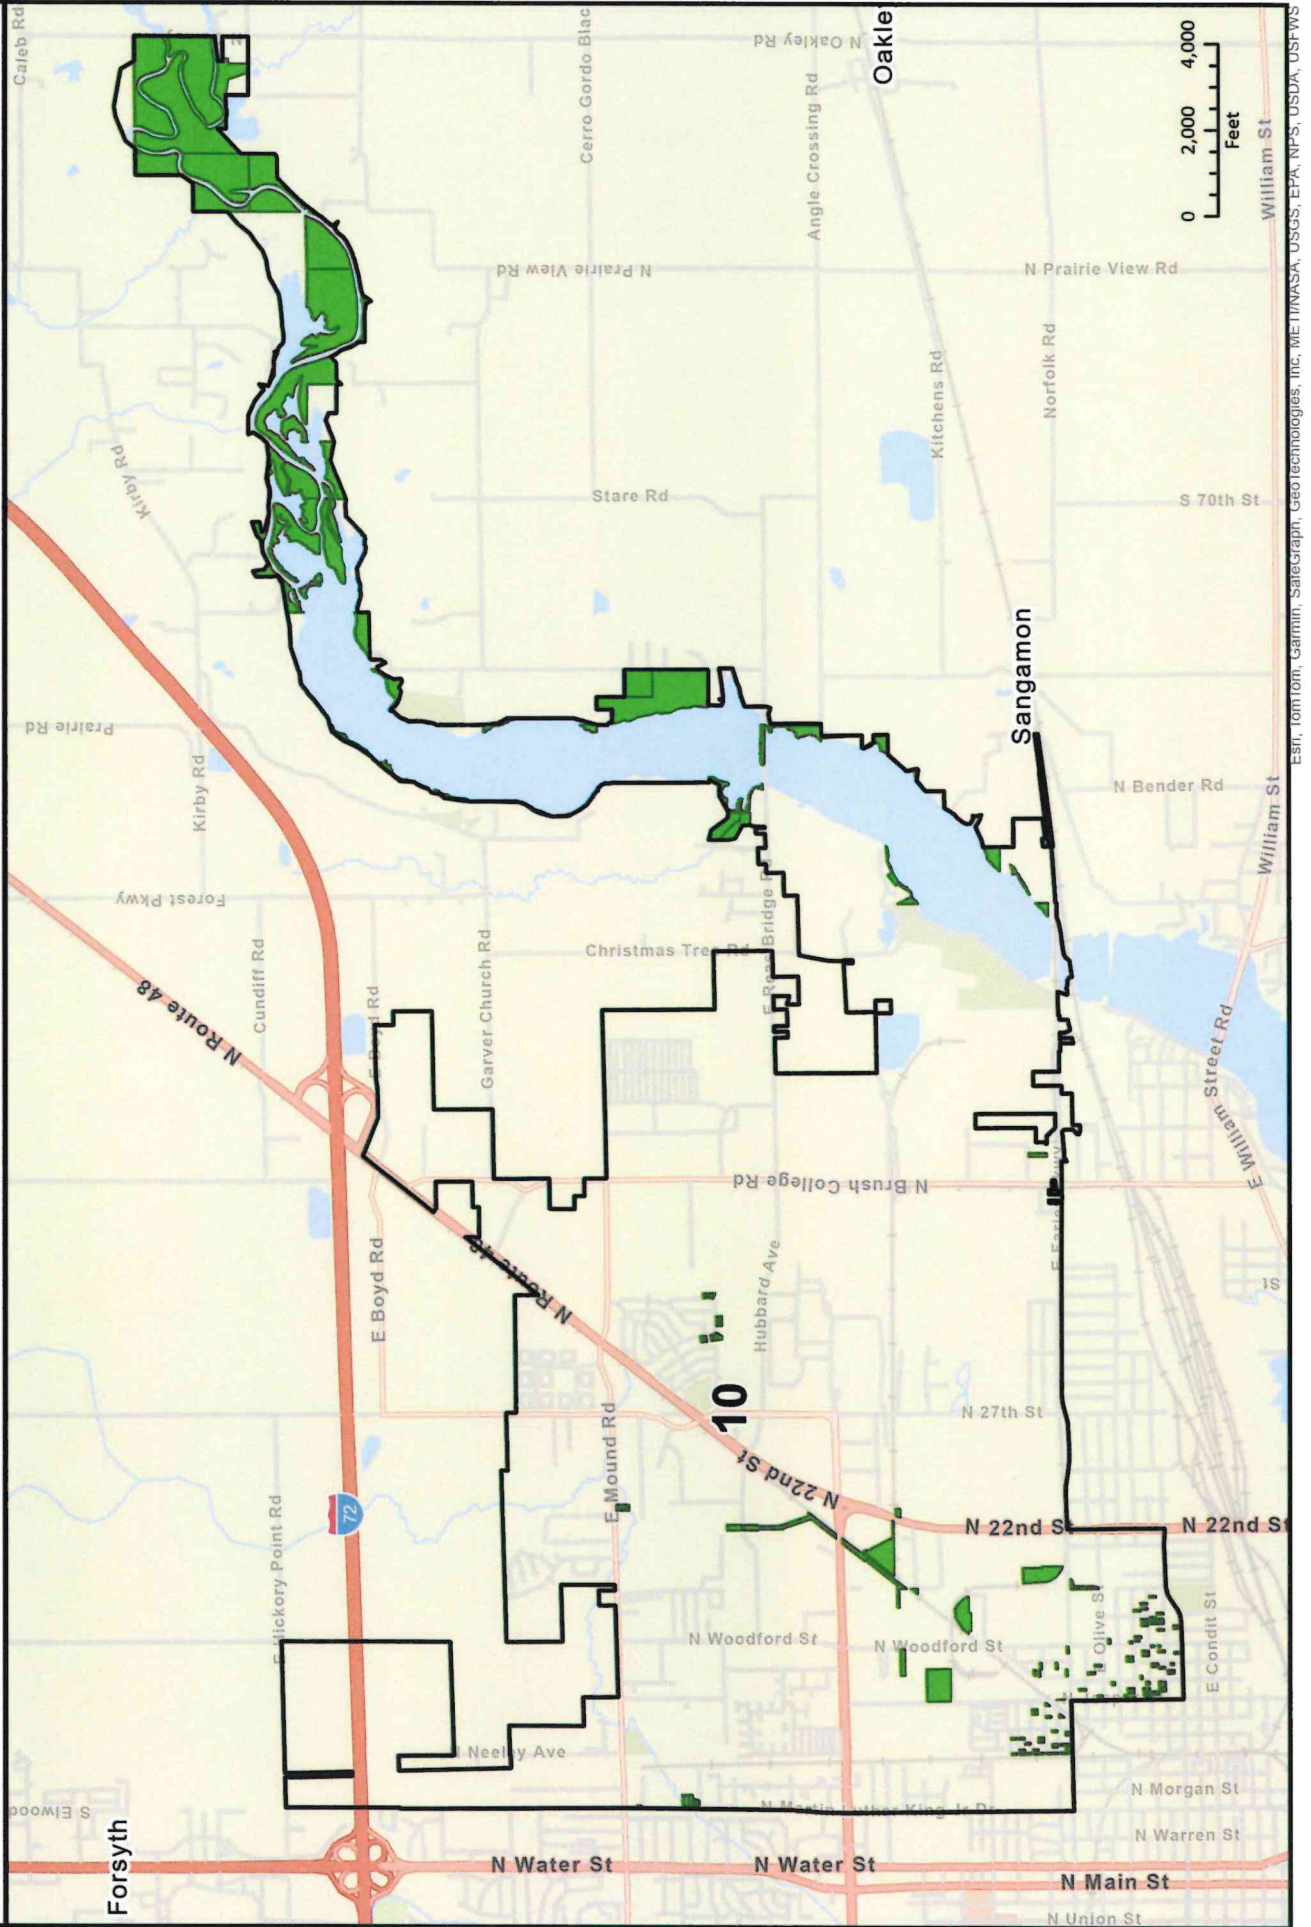 Caleb Rd
Cerro Gordo Blac
N Oakley Rd
Oakle
Angle Crossing Rd
0 2,000 4,000
Feet
William St
N Prairie View Rd
N Prairie View Rd
Kirby Rd
Stare Rd
Kitchens Rd
Norfolk Rd
S 70th St
Sangamon
Prairie Rd
Kirby Rd
N Bender Rd
William St
Forest Pkwy
Cundiff Rd
N Route 48
E Boyd Rd
Garver Church Rd
Christmas Tree Rd
Bridge
E William Street Rd
N Brush College Rd
E Boyd Rd
N Route 48
Hubbard Ave
St
10
N 27th St
E Mound Rd
N 22nd St
72
E Hickory Point Rd
N 22nd St
N 22nd St
N Woodford St
N Woodford St
E Olive St
E Condit St
N Neeley Ave
S Elwood
N Martin Luther King Jr Dr
N Morgan St
N Warren St
Forsyth
N Water St
N Water St
N Main St
N Union St
Esri, TomTom, Garmin, SafeGraph, GeoTechnologies, Inc, METI/NASA, USGS, EPA, NPS, USDA, USFWS